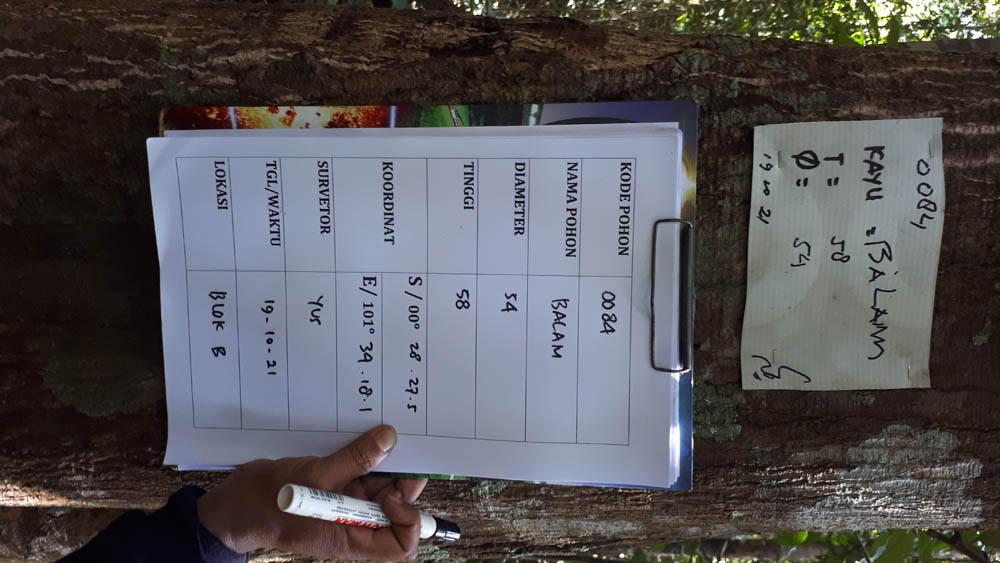 0084
KAYU = BALAM
T = 58
Ø = 54
19 10 21
KODE POHON 0084
NAMA POHON BALAM
DIAMETER 54
TINGGI 58
KOORDINAT S / 00° 28 . 27.5
E/ 101° 39 . 18.1
SURVETOR YUS
TGL/WAKTU 19-10-21
LOKASI BLOK B